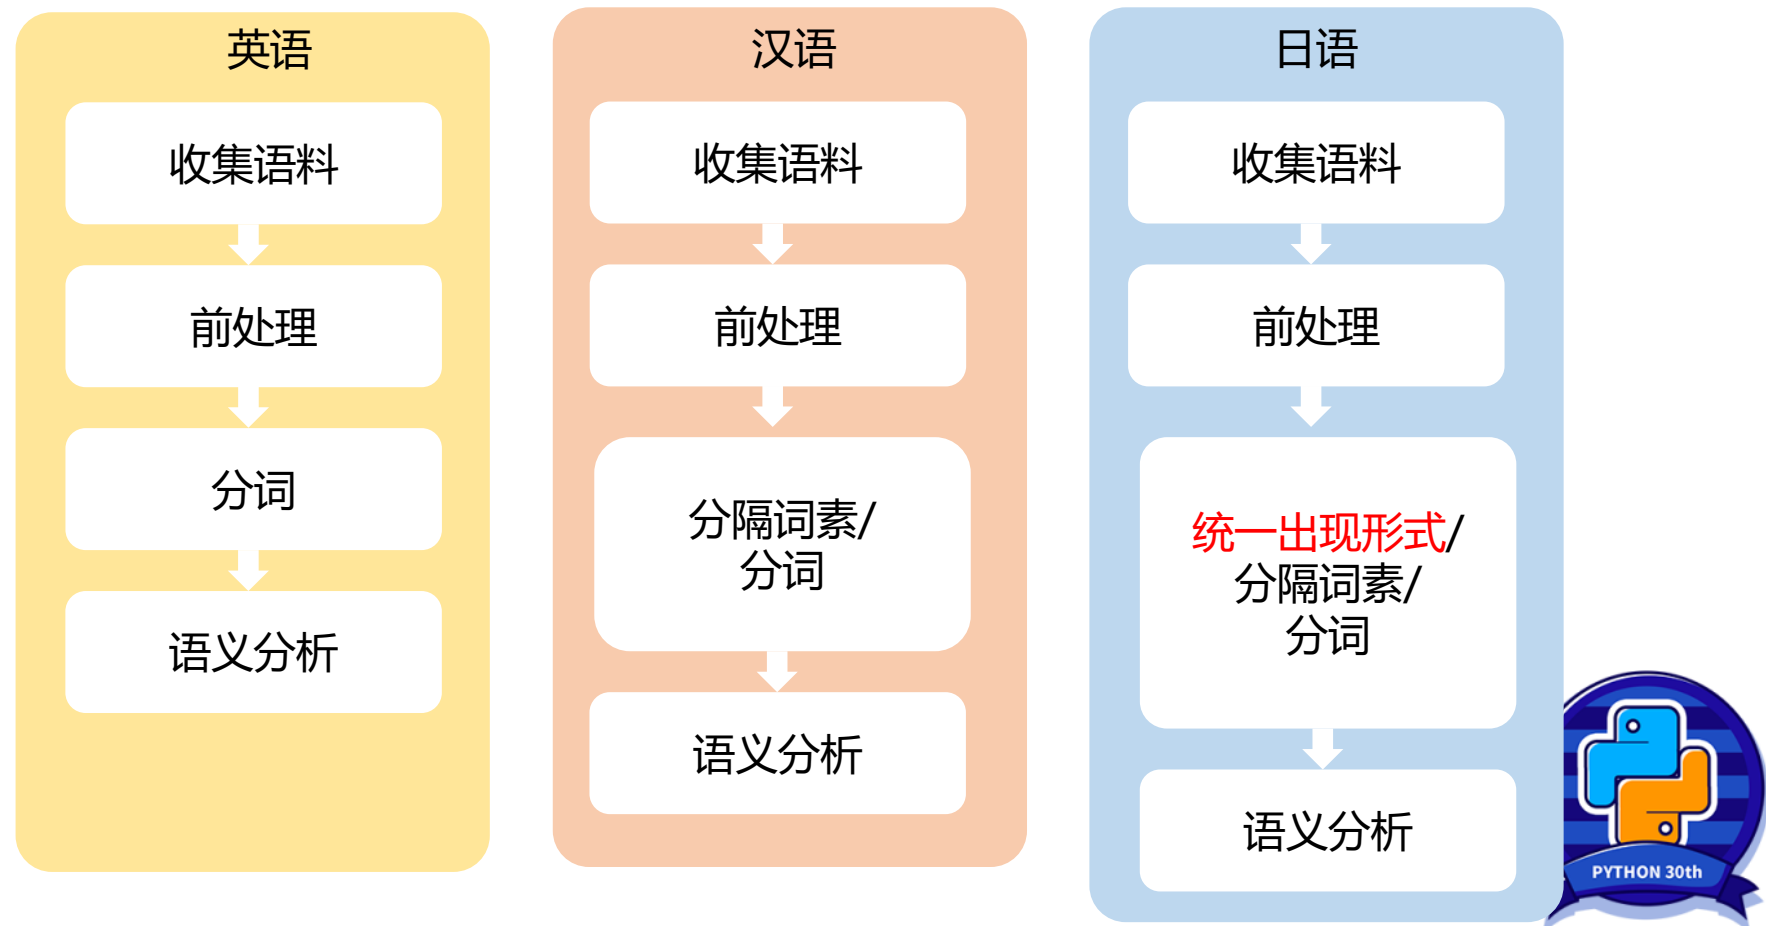 英语
收集语料
前处理
分词
语义分析
汉语
收集语料
前处理
分隔词素/
分词
语义分析
日语
收集语料
前处理
统一出现形式/
分隔词素/
分词
语义分析
PYTHON 30th